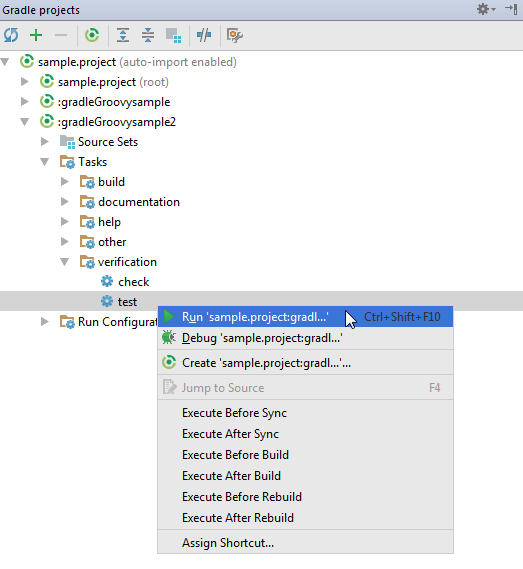 Gradle projects
sample.project (auto-import enabled)
sample.project (root)
:gradleGroovysample
:gradleGroovysample2
Source Sets
Tasks
build
documentation
help
other
verification
check
test
Run 'sample.project:gradl...' Ctrl+Shift+F10
Run Configurat
Debug 'sample.project:gradl...'
Create 'sample.project:gradl...'...
Jump to Source F4
Execute Before Sync
Execute After Sync
Execute Before Build
Execute After Build
Execute Before Rebuild
Execute After Rebuild
Assign Shortcut...